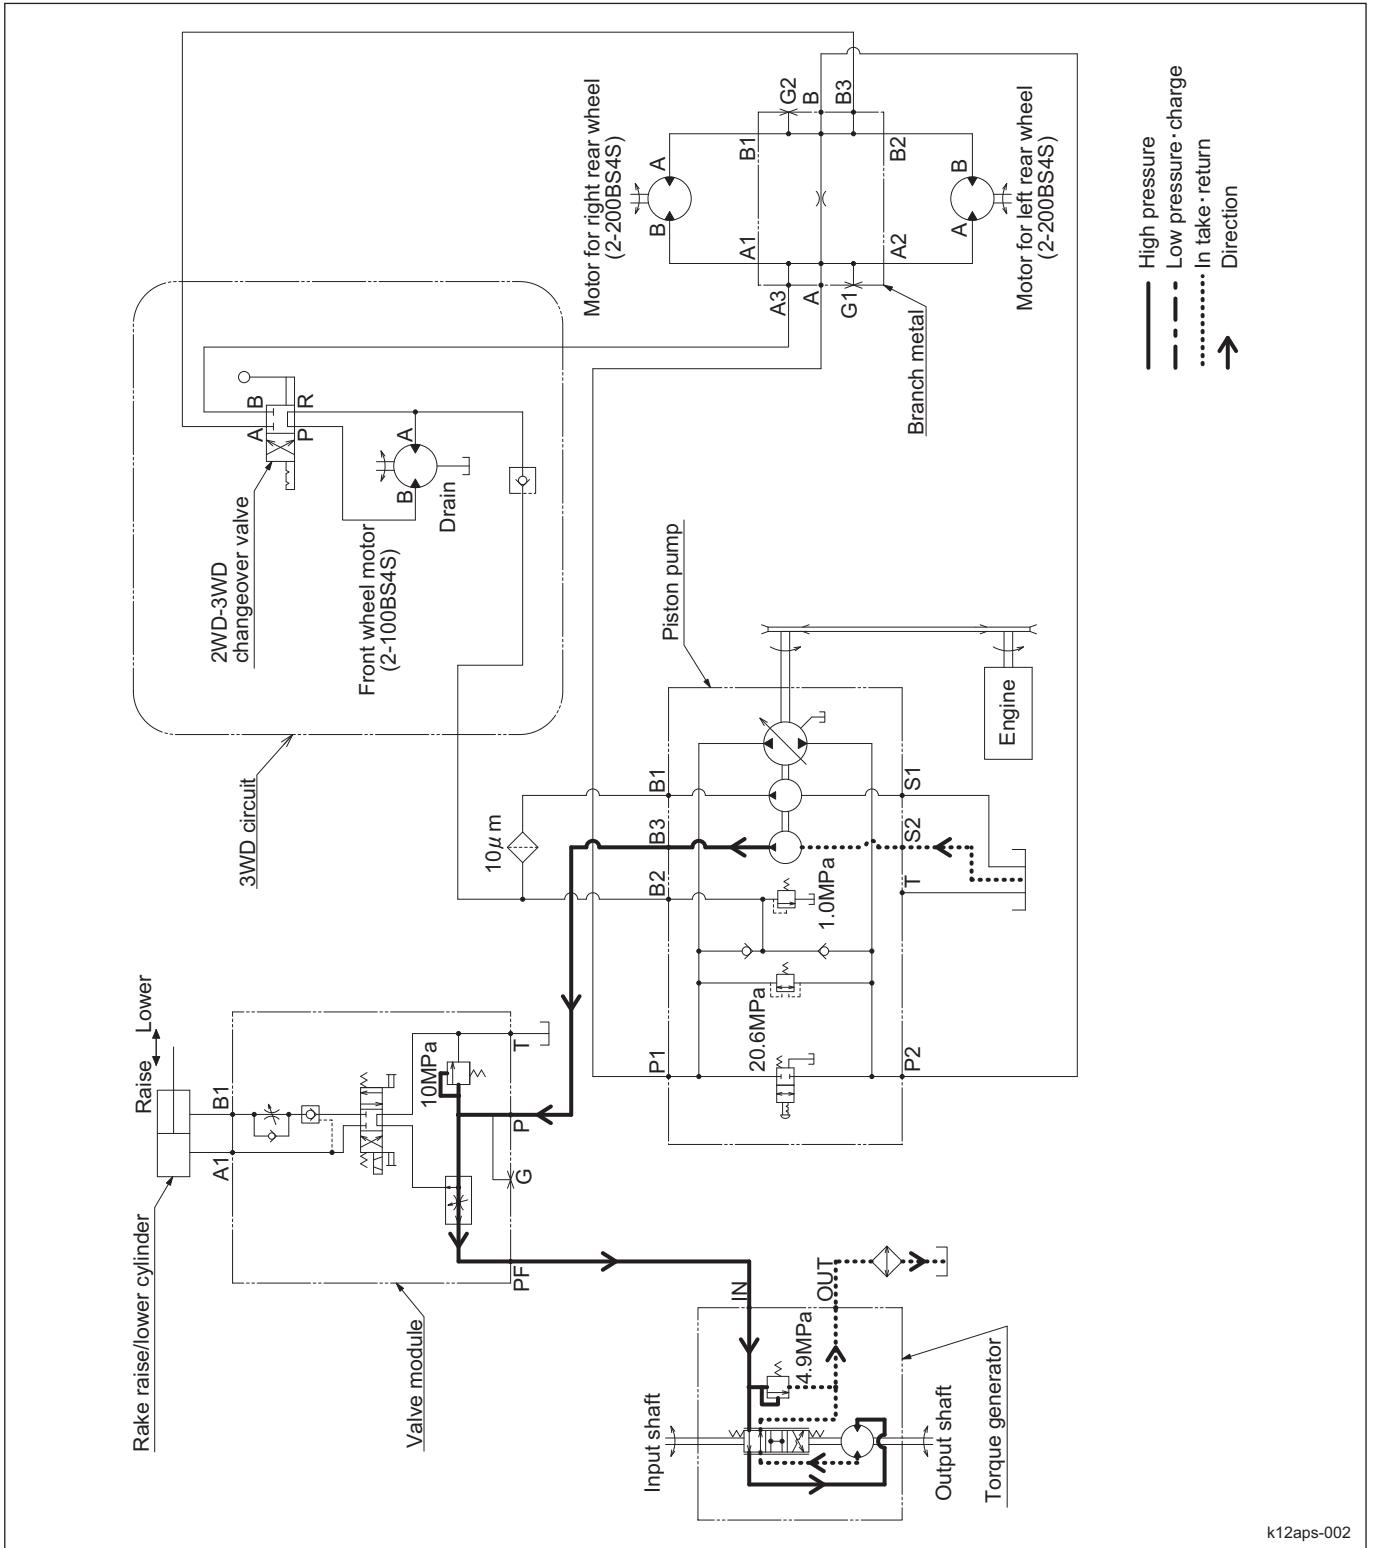 Rake raise/lower cylinder
Raise
Lower
A1
B1
Valve module
10MPa
P
T
G
PF
3WD circuit
2WD-3WD
changeover valve
A
B
P
R
Front wheel motor
(2-100BS4S)
B
A
Drain
Motor for right rear wheel
(2-200BS4S)
B
A
A1
B1
G2
B
B3
A3
A
G1
A2
B2
A
B
Motor for left rear wheel
(2-200BS4S)
Branch metal
Piston pump
10μm
B1
B3
B2
P1
1.0MPa
20.6MPa
S1
S2
T
P2
Engine
IN
OUT
4.9MPa
Input shaft
Output shaft
Torque generator
High pressure
Low pressure·charge
In take·return
Direction
k12aps-002